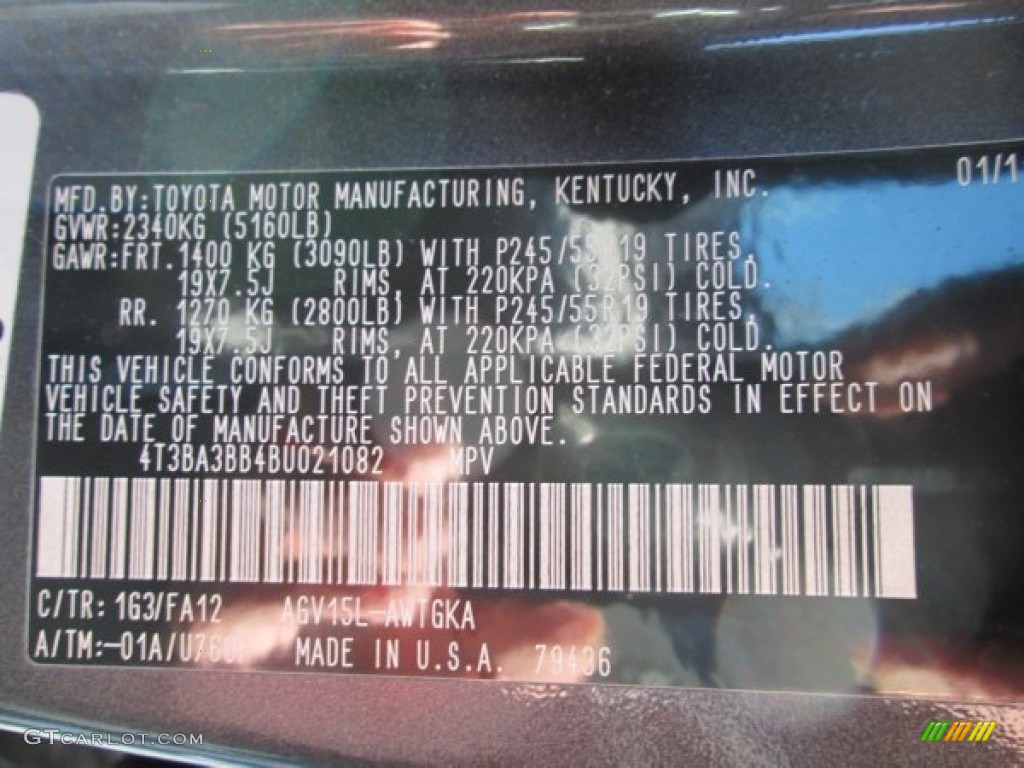 01/1
MFD.BY:TOYOTA MOTOR MANUFACTURING, KENTUCKY, INC.
GVWR:2340KG (5160LB)
GAWR:FRT.1400 KG (3090LB) WITH P245/55R19 TIRES,
19X7.5J RIMS, AT 220KPA (32PSI) COLD.
RR. 1270 KG (2800LB) WITH P245/55R19 TIRES,
19X7.5J RIMS, AT 220KPA (32PSI) COLD.
THIS VEHICLE CONFORMS TO ALL APPLICABLE FEDERAL MOTOR
VEHICLE SAFETY AND THEFT PREVENTION STANDARDS IN EFFECT ON
THE DATE OF MANUFACTURE SHOWN ABOVE.
4T3BA3BB4BU021082 MPV
C/TR: 1G3/FA12 AGV15L-AWTGKA
A/TM:-01A/ MADE IN U.S.A. 79436
GTCARLOT.COM